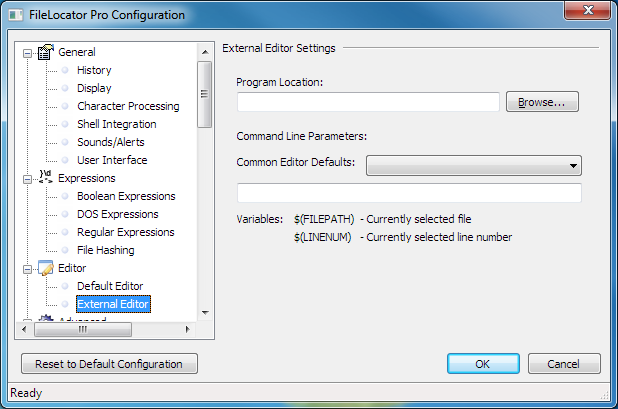 FileLocator Pro Configuration
General
History
Display
Character Processing
Shell Integration
Sounds/Alerts
User Interface
Expressions
Boolean Expressions
DOS Expressions
Regular Expressions
File Hashing
Editor
Default Editor
External Editor
Advanced
External Editor Settings
Program Location:
Browse...
Command Line Parameters:
Common Editor Defaults:
Variables: $(FILEPATH) - Currently selected file
$(LINENUM) - Currently selected line number
Reset to Default Configuration
OK
Cancel
Ready